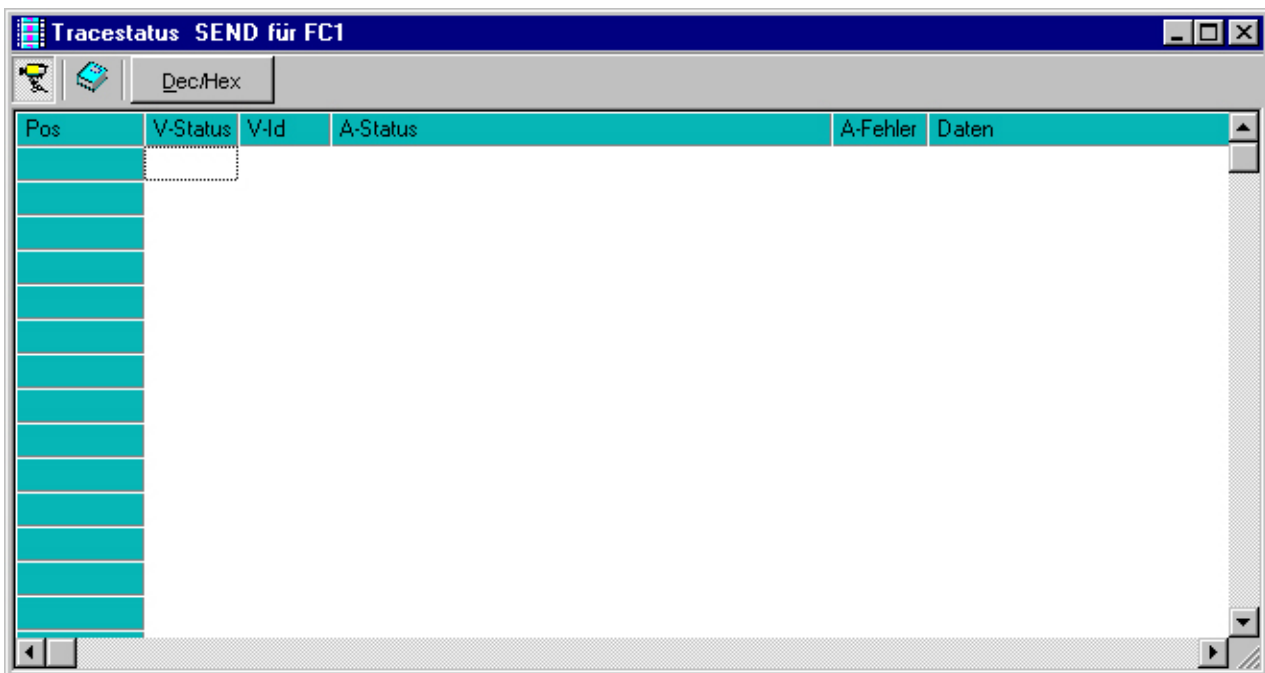 Tracestatus SEND für FC1
Dec/Hex
Pos V-Status V-Id A-Status A-Fehler Daten